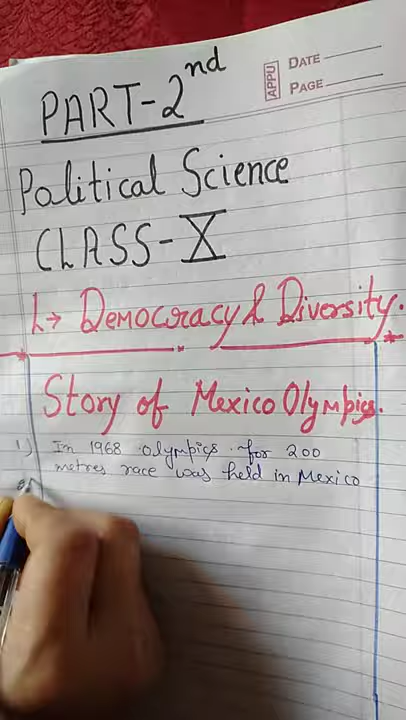 PART-2nd
APPU
DATE
PAGE
Political Science
CLASS-X
L→ Democracy & Diversity.
Story of Mexico Olympics.
1) In 1968 olympics for 200
metres race was held in Mexico